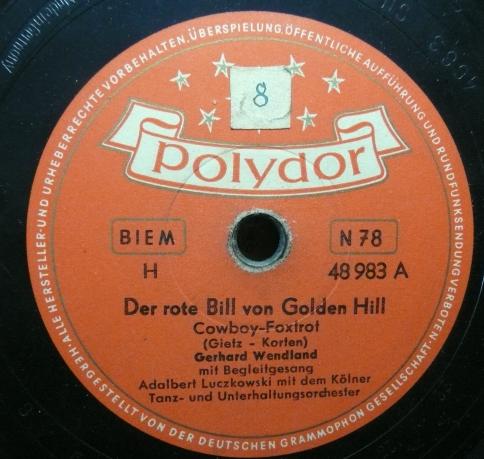 ALLE HERSTELLER- UND URHEBERRECHTE VORBEHALTEN. ÜBERSPIELUNG, ÖFFENTLICHE AUFFÜHRUNG UND RUNDFUNKSENDUNG VERBOTEN.
8
Polydor
BIEM
N 78
H
48 983 A
Der rote Bill von Golden Hill
Cowboy-Foxtrot
(Gietz - Korten)
Gerhard Wendland
mit Begleitgesang
Adalbert Luczkowski mit dem Kölner
Tanz- und Unterhaltungsorchester
HERGESTELLT VON DER DEUTSCHEN GRAMMOPHON GESELLSCHAFT